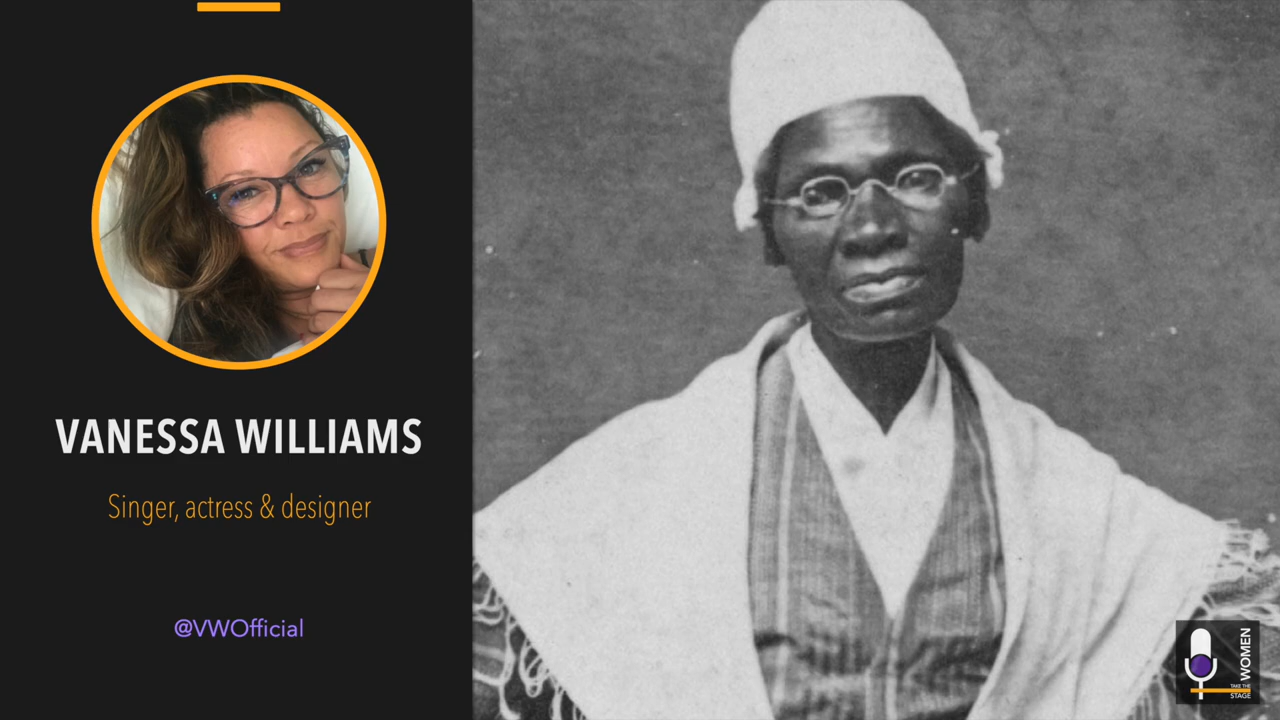 VANESSA WILLIAMS
Singer, actress & designer
@VWOfficial
WOMEN
TAKE THE
STAGE